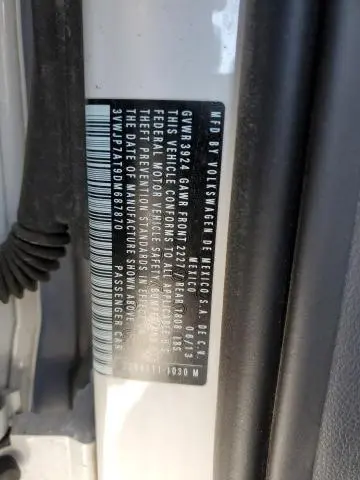 MFD BY VOLKSWAGEN DE MEXICO S.A. DE C.V.
MEXICO 06/13
GVWR 3924 GAWR FRONT 2227 / REAR 1808 LBS
THIS VEHICLE CONFORMS TO ALL APPLICABLE U.S.
FEDERAL MOTOR VEHICLE SAFETY, BUMPER, AND
THEFT PREVENTION STANDARDS IN EFFECT ON
THE DATE OF MANUFACTURE SHOWN ABOVE
3VWJP7AT9DM687870 PASSENGER CAR
1030 M